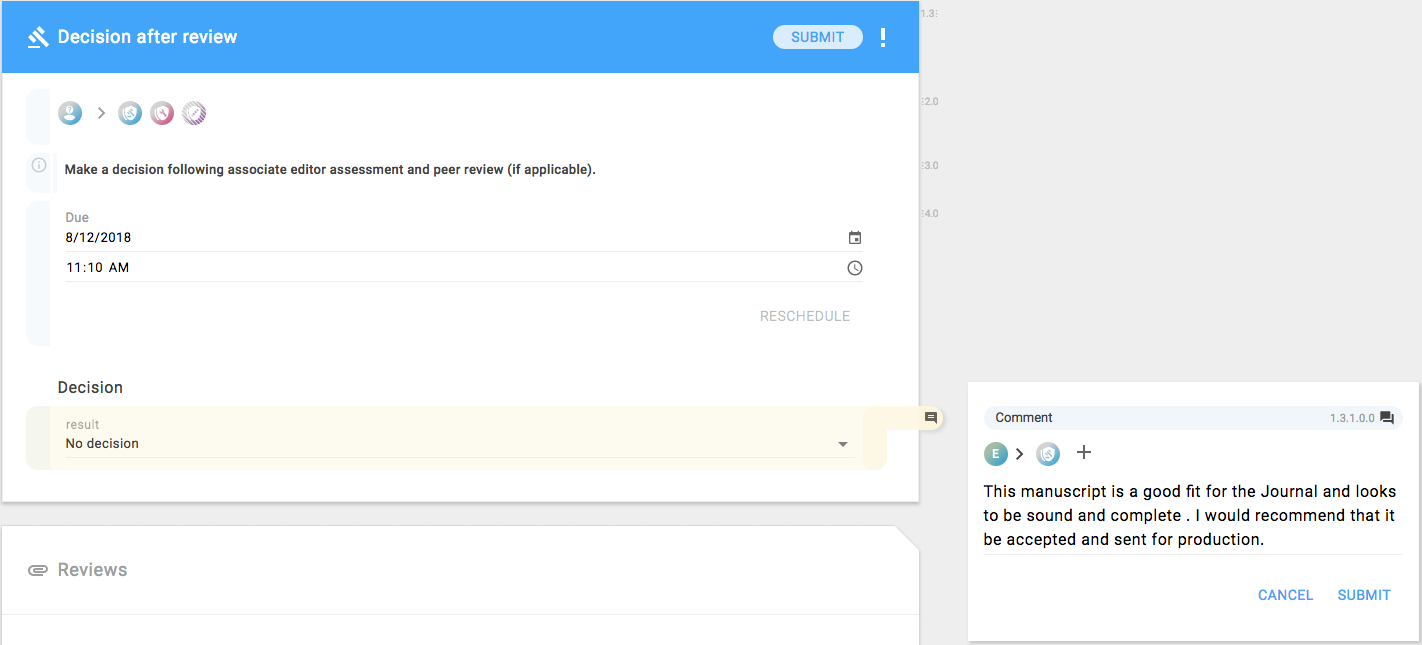 Decision after review
SUBMIT
1.3
2.0
Make a decision following associate editor assessment and peer review (if applicable).
3.0
Due
8/12/2018
4.0
11:10 AM
RESCHEDULE
Decision
result
No decision
Reviews
Comment
1.3.1.0.0
E
This manuscript is a good fit for the Journal and looks
to be sound and complete . I would recommend that it
be accepted and sent for production.
CANCEL
SUBMIT